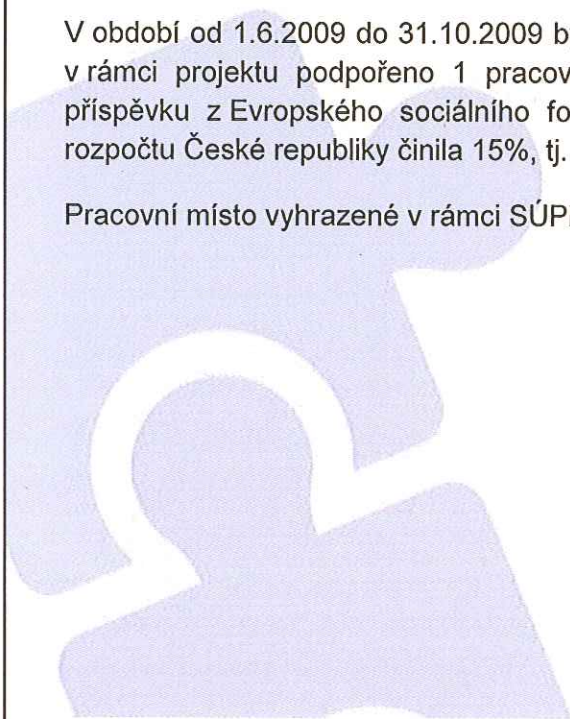 V období od 1.6.2009 do 31.10.2009 b
v rámci projektu podpořeno 1 pracov
příspěvku z Evropského sociálního fo
rozpočtu České republiky činila 15%, tj.
Pracovní místo vyhrazené v rámci SÚP